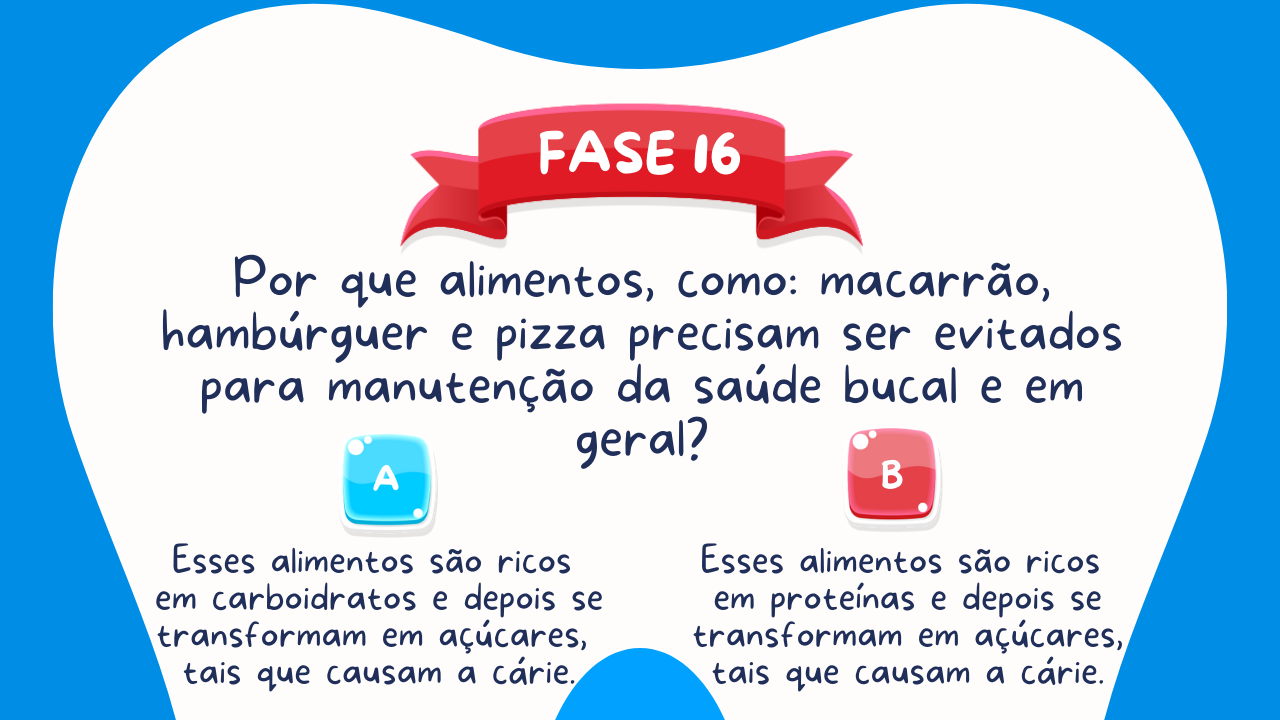 FASE 16
Por que alimentos, como: macarrão,
hambúrguer e pizza precisam ser evitados
para manutenção da saúde bucal e em
geral?
A
Esses alimentos são ricos
em carboidratos e depois se
transformam em açúcares,
tais que causam a cárie.
B
Esses alimentos são ricos
em proteínas e depois se
transformam em açúcares,
tais que causam a cárie.